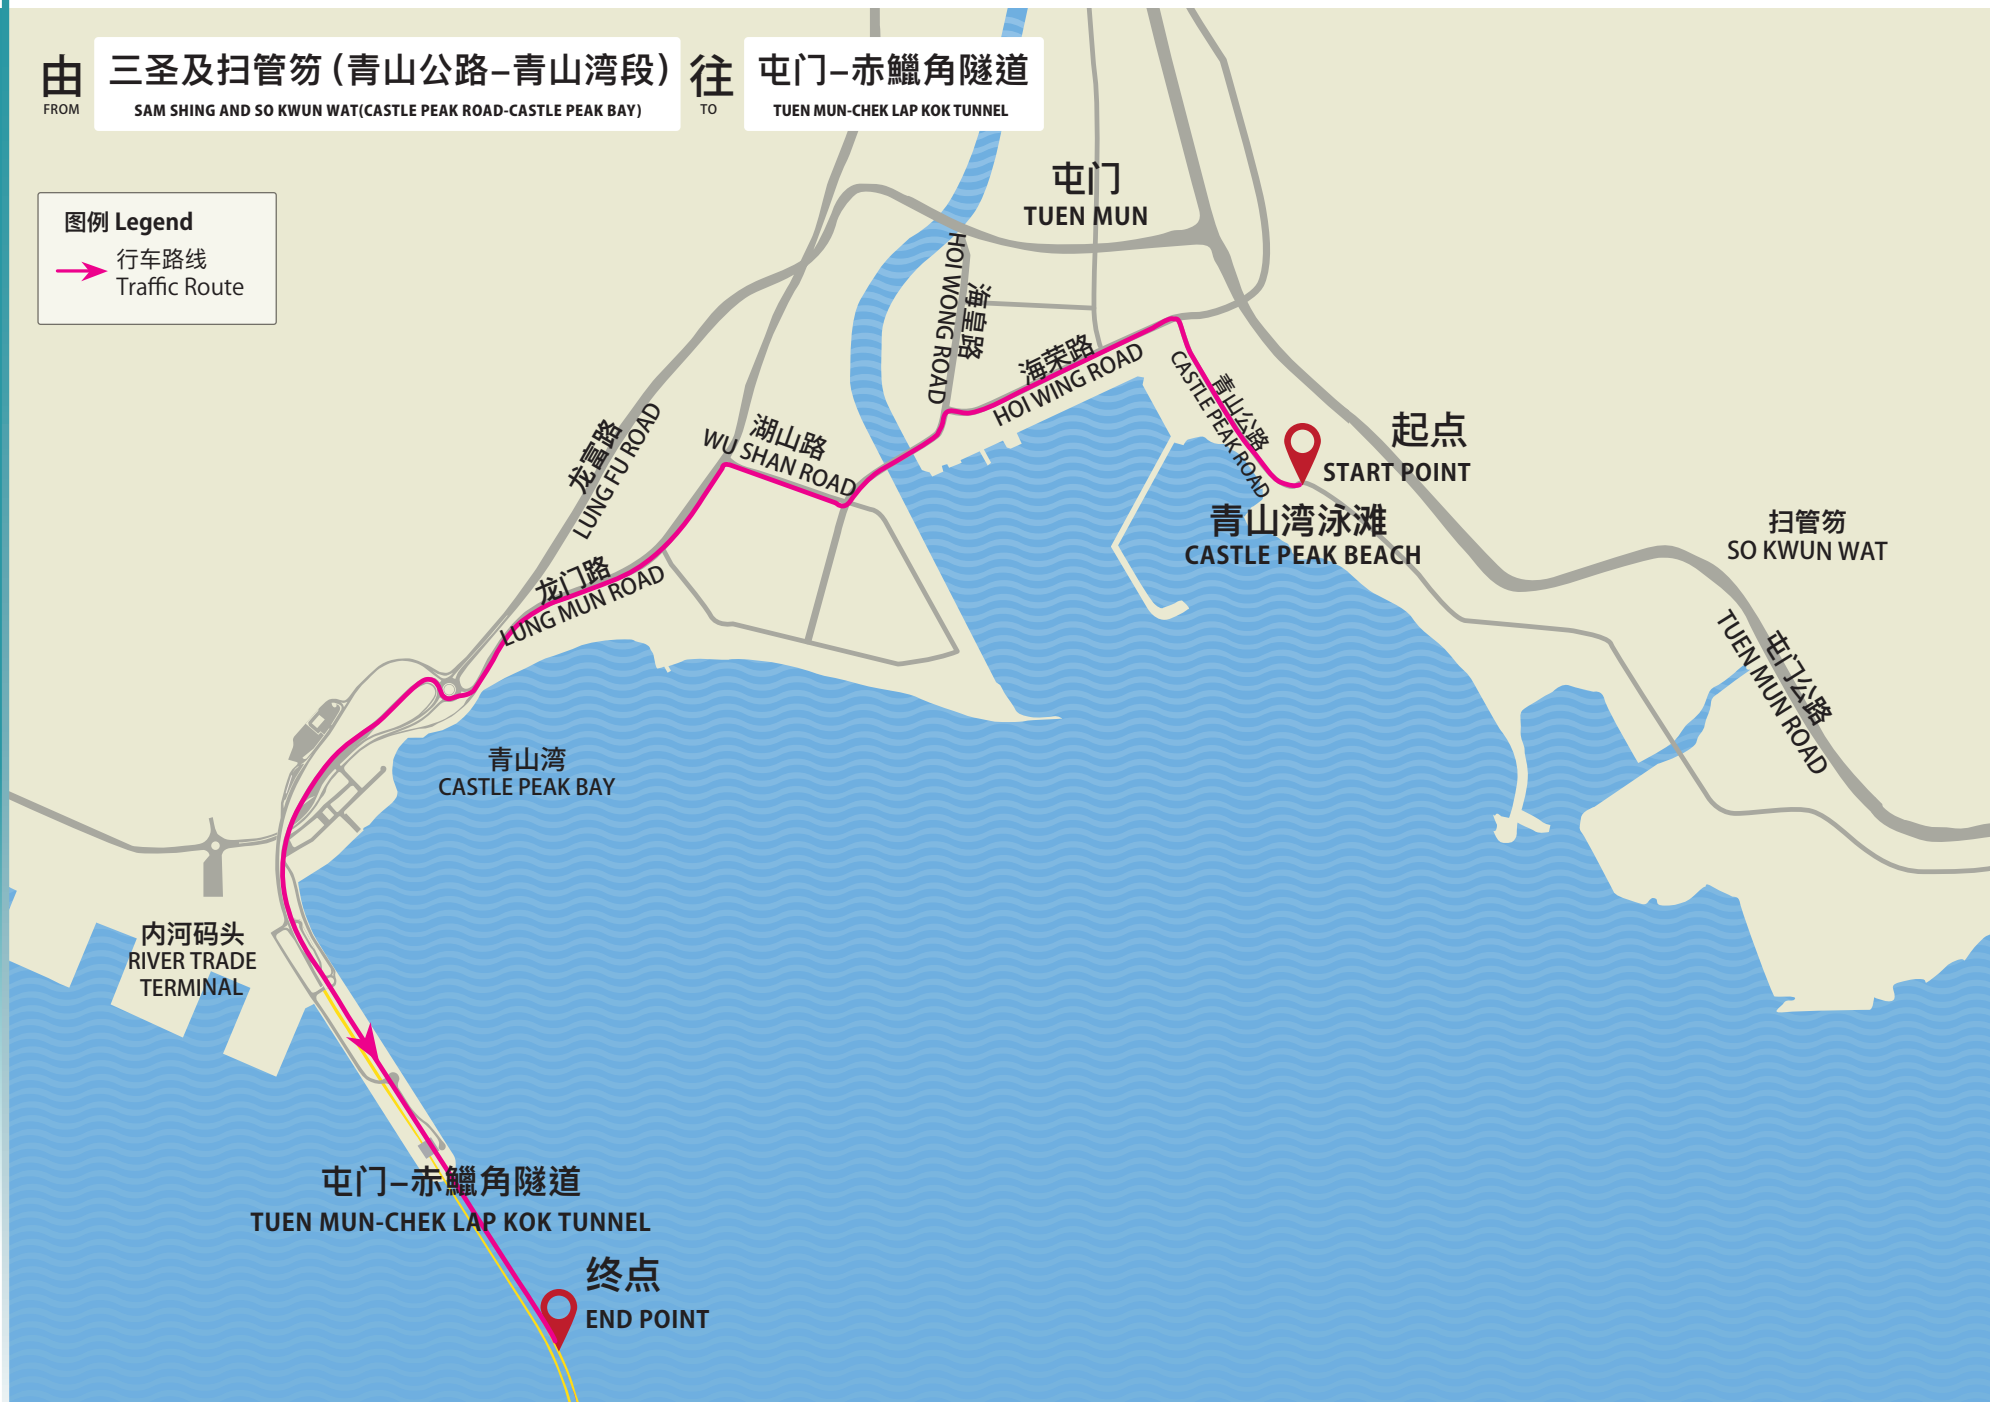 由
FROM
三圣及扫管笏（青山公路–青山湾段）
SAM SHING AND SO KWUN WAT(CASTLE PEAK ROAD-CASTLE PEAK BAY)
往
TO
屯门–赤鱲角隧道
TUEN MUN-CHEK LAP KOK TUNNEL
图例 Legend
行车路线
Traffic Route
屯门
TUEN MUN
海皇路
HOI WONG ROAD
海荣路
HOI WING ROAD
青山公路
CASTLE PEAK ROAD
起点
START POINT
青山湾泳滩
CASTLE PEAK BEACH
扫管笏
SO KWUN WAT
屯门公路
TUEN MUN ROAD
湖山路
WU SHAN ROAD
龙富路
LUNG FU ROAD
龙门路
LUNG MUN ROAD
青山湾
CASTLE PEAK BAY
内河码头
RIVER TRADE
TERMINAL
屯门–赤鱲角隧道
TUEN MUN-CHEK LAP KOK TUNNEL
终点
END POINT